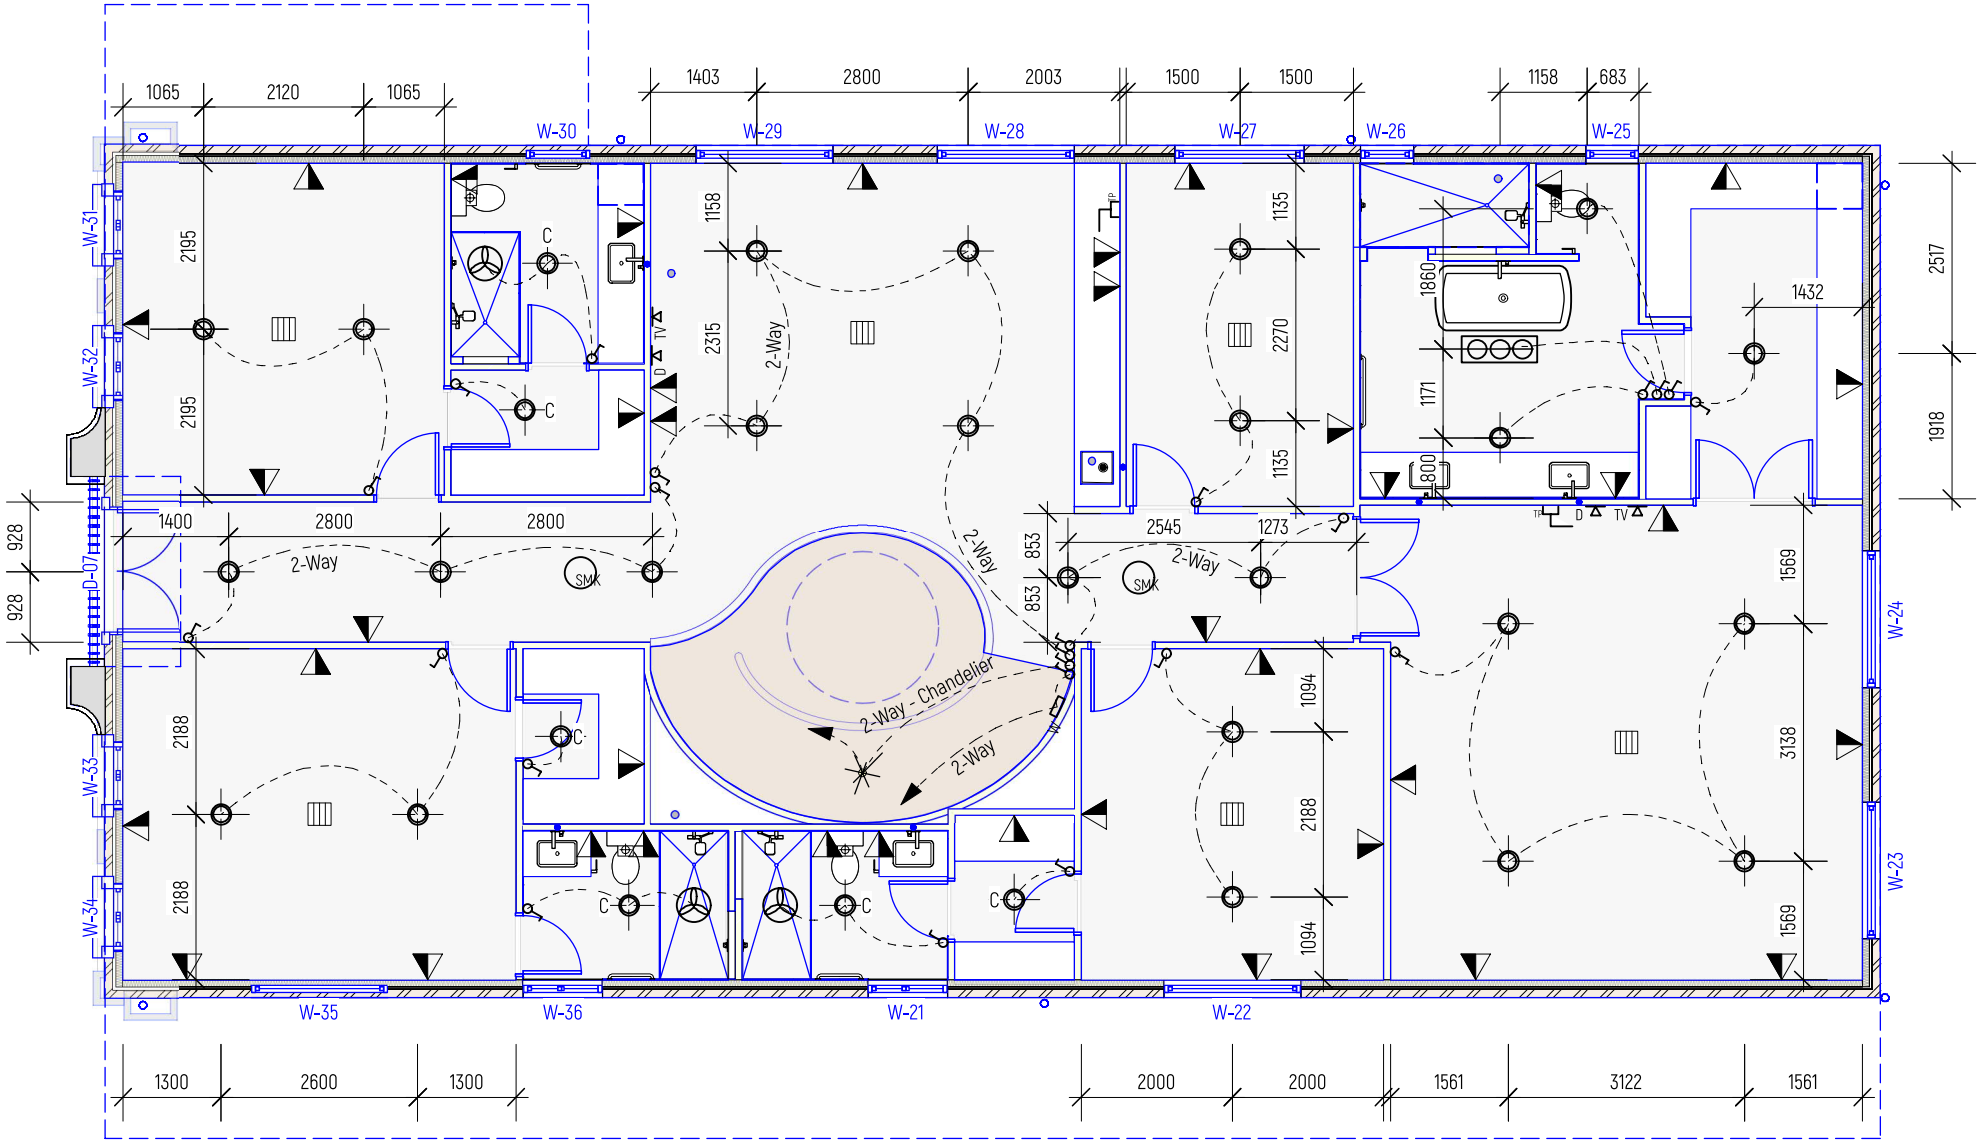 1403
2800
2003
1500
1500
1158
683
1065
2120
1065
W-30
W-29
W-28
W-27
W-26
W-25
W-31
2195
C
1158
TP
1135
2517
1860
1432
W-32
2315
2-Way
TV
D
2270
2195
C
1171
1918
800
1135
928
1400
2800
2800
2545
1273
TP
D
TV
D-07
2-Way
SMK
2-Way
853
2-Way
SMK
1569
928
853
W-24
2-Way - Chandelier
1094
2188
C
W
2-Way
3138
W-33
2188
W-23
2188
C
C
C
W-34
1094
1569
W-35
W-36
W-21
W-22
1300
2600
1300
2000
2000
1561
3122
1561